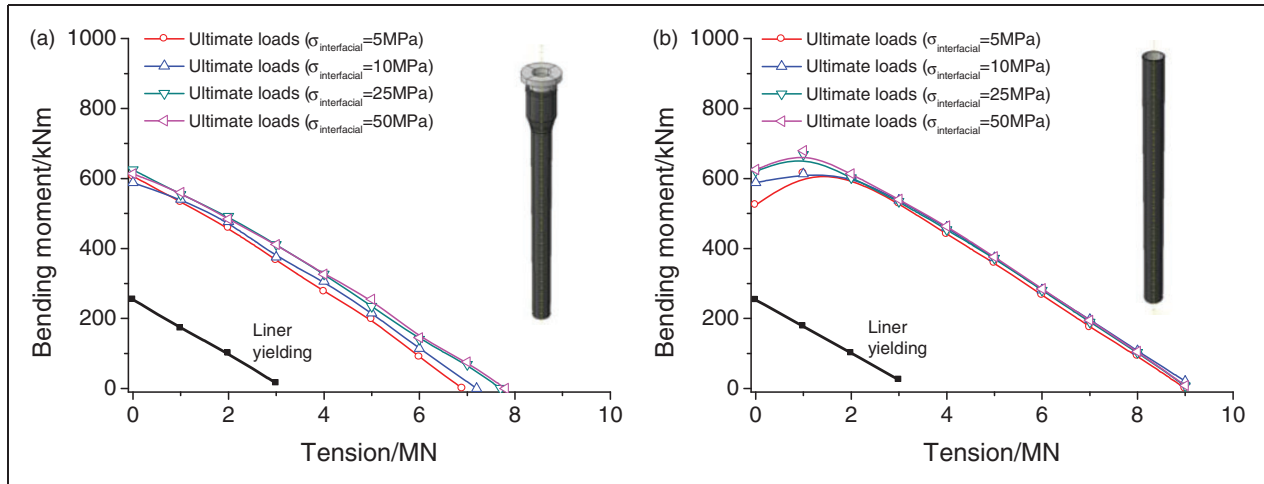 (a)
1000
800
600
400
200
0
Bending moment/kNm
Ultimate loads (σinterfacial=5MPa)
Ultimate loads (σinterfacial=10MPa)
Ultimate loads (σinterfacial=25MPa)
Ultimate loads (σinterfacial=50MPa)
Liner
yielding
0 2 4 6 8 10
Tension/MN
(b)
1000
800
600
400
200
0
Bending moment/kNm
Ultimate loads (σinterfacial=5MPa)
Ultimate loads (σinterfacial=10MPa)
Ultimate loads (σinterfacial=25MPa)
Ultimate loads (σinterfacial=50MPa)
Liner
yielding
0 2 4 6 8 10
Tension/MN